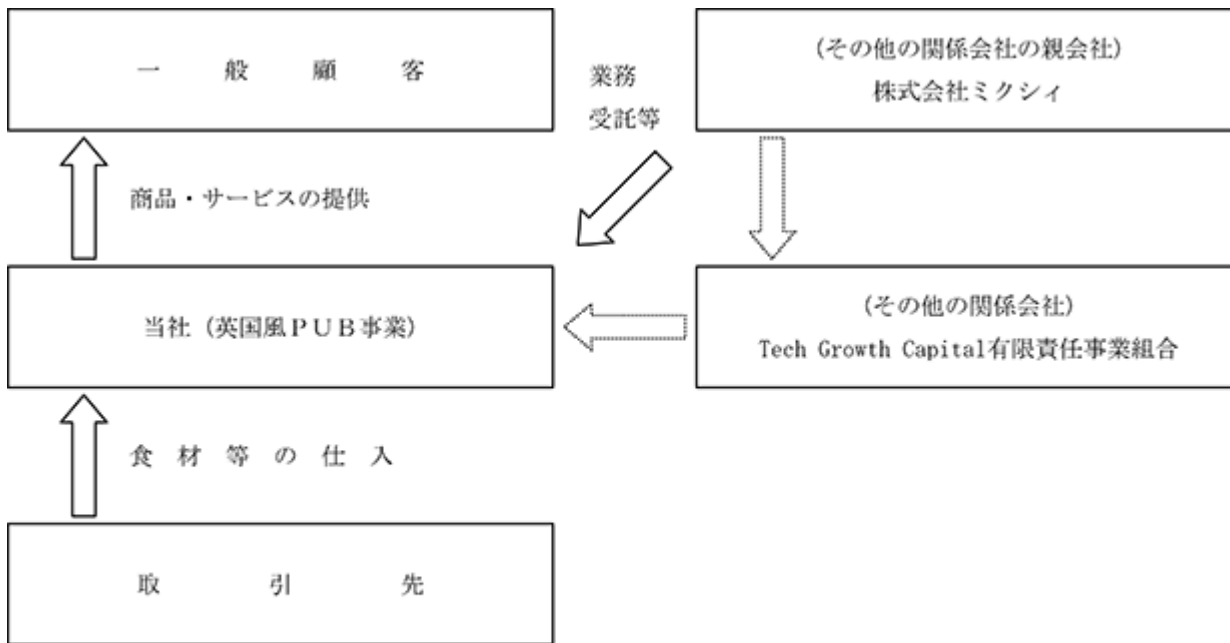 一般顧客
業務
受託等
(その他の関係会社の親会社)
株式会社ミクシィ
商品・サービスの提供
当社(英国風PUB事業)
(その他の関係会社)
Tech Growth Capital有限責任事業組合
食材等の仕入
取引先